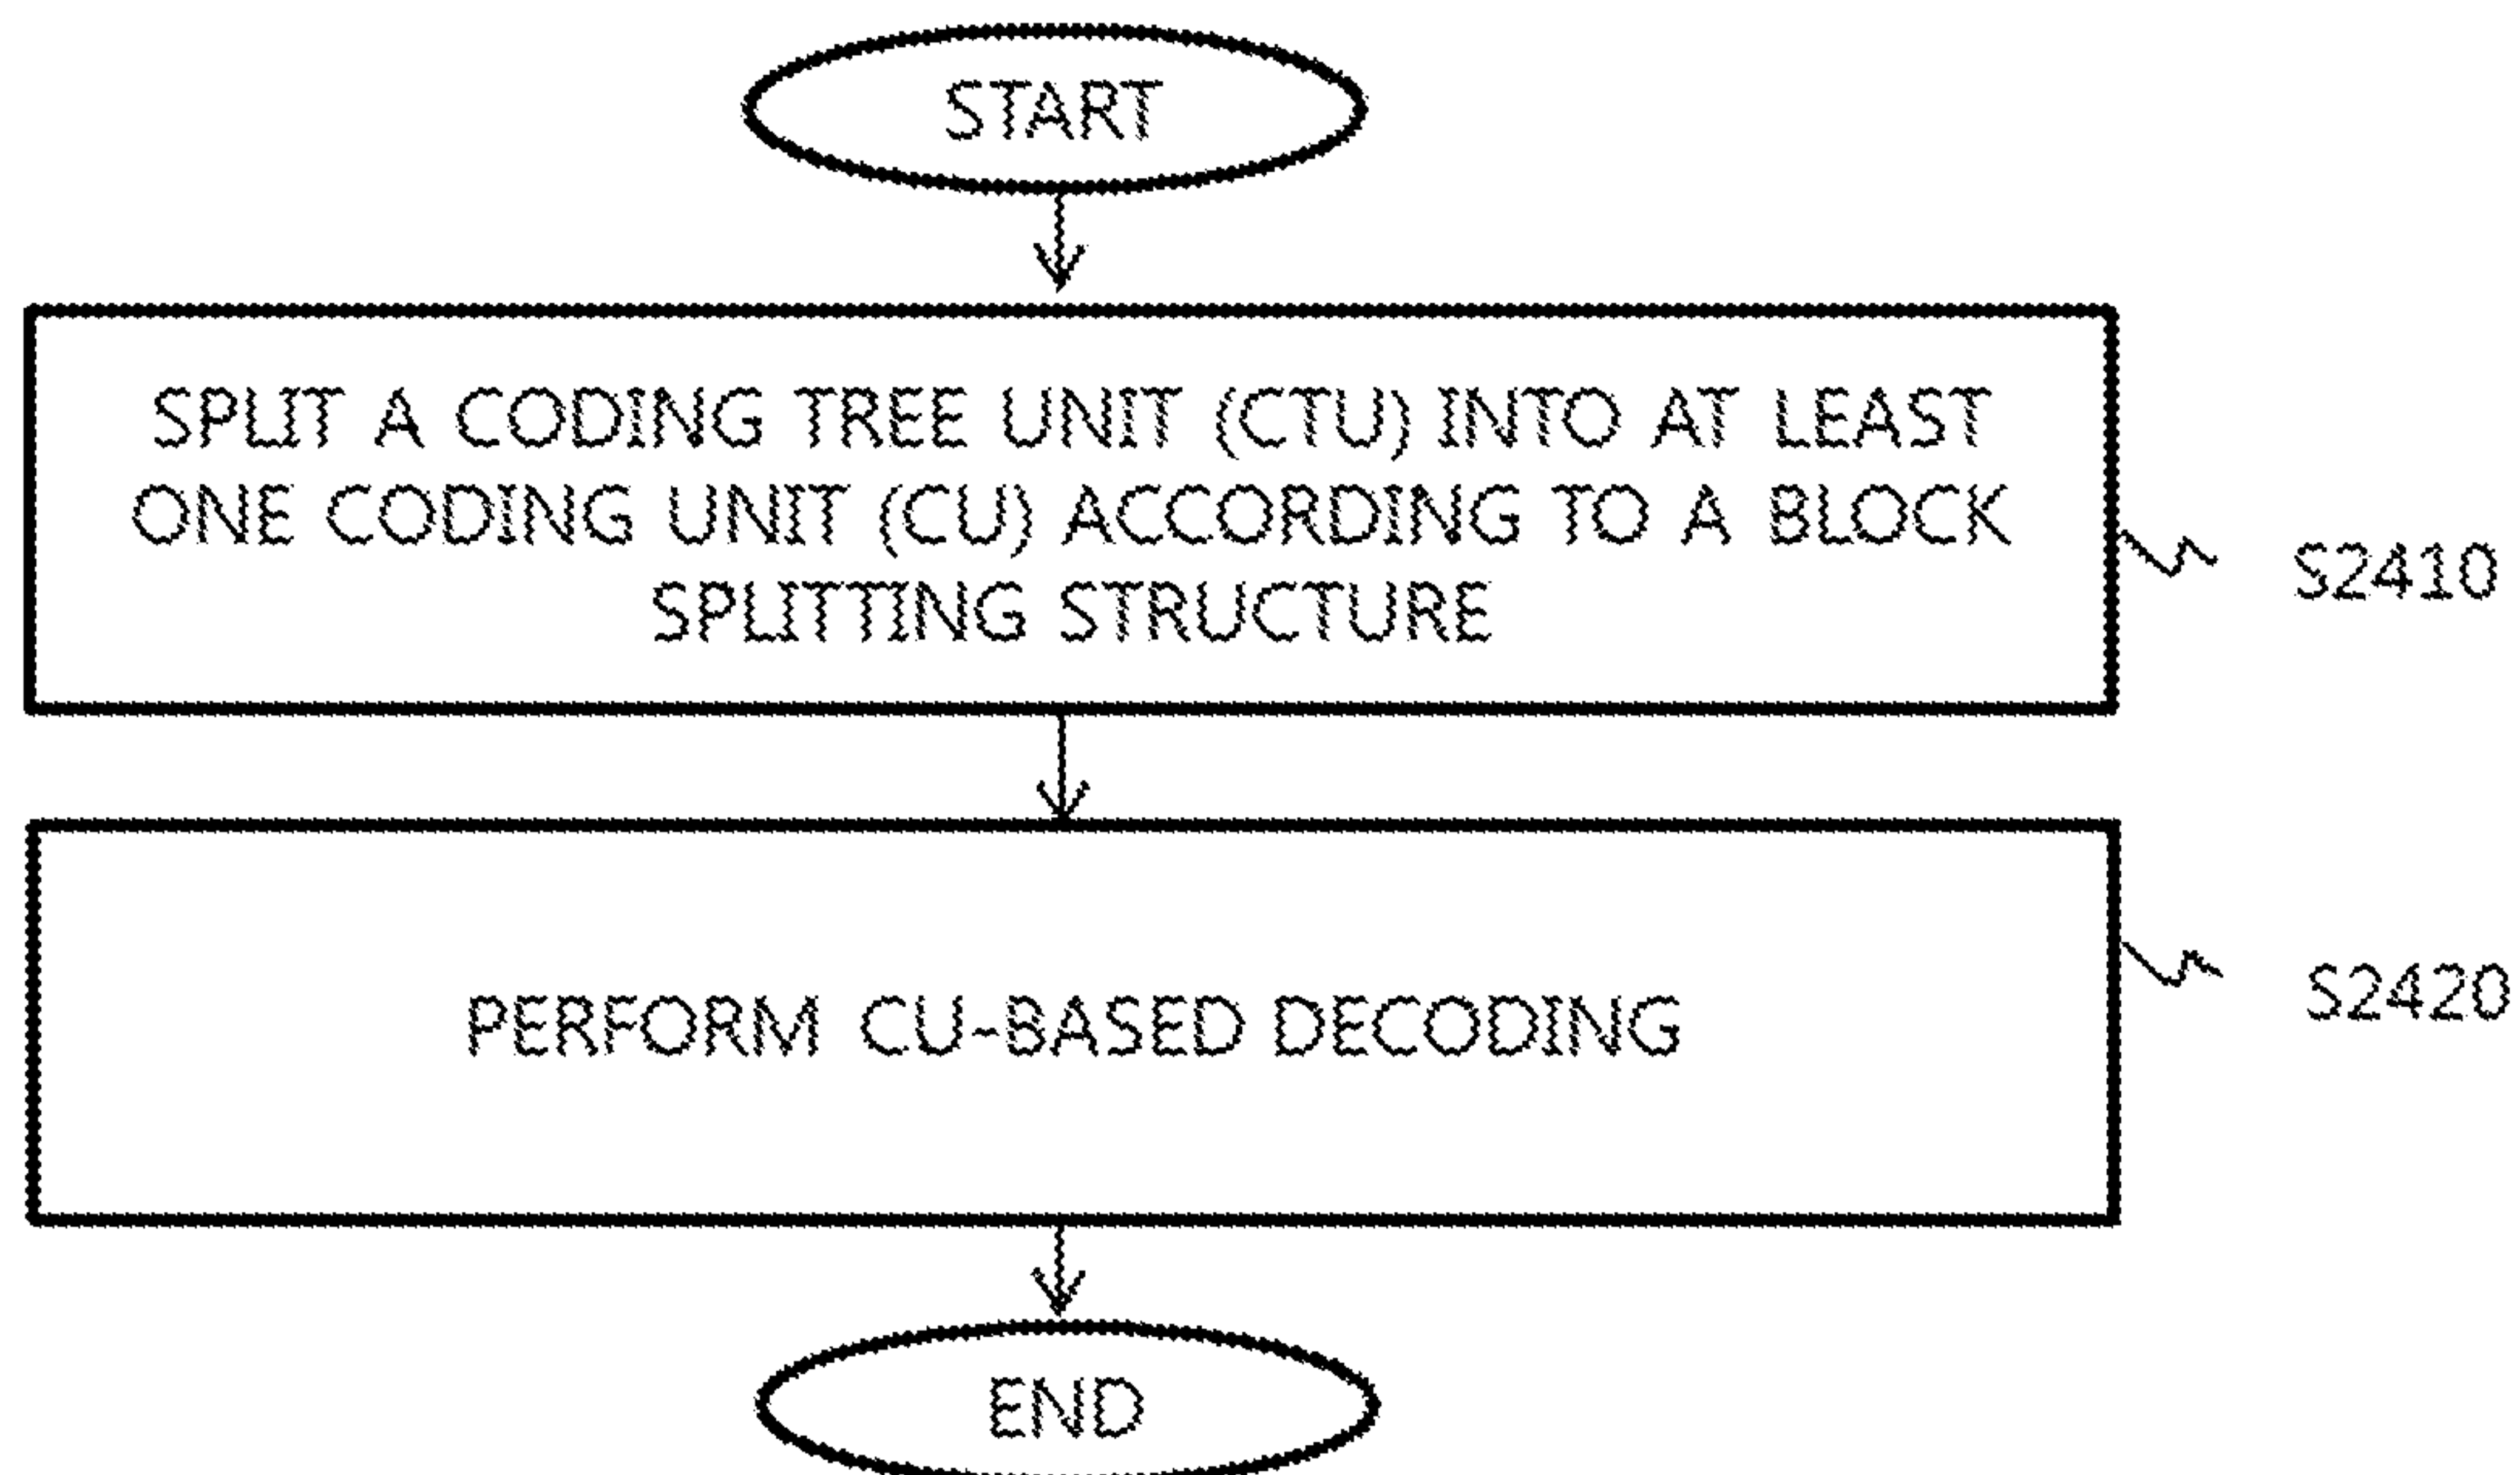 START
SPLIT A CODING TREE UNIT (CTU) INTO AT LEAST
ONE CODING UNIT (CU) ACCORDING TO A BLOCK
SPLITTING STRUCTURE
S2410
PERFORM CU-BASED DECODING
S2420
END